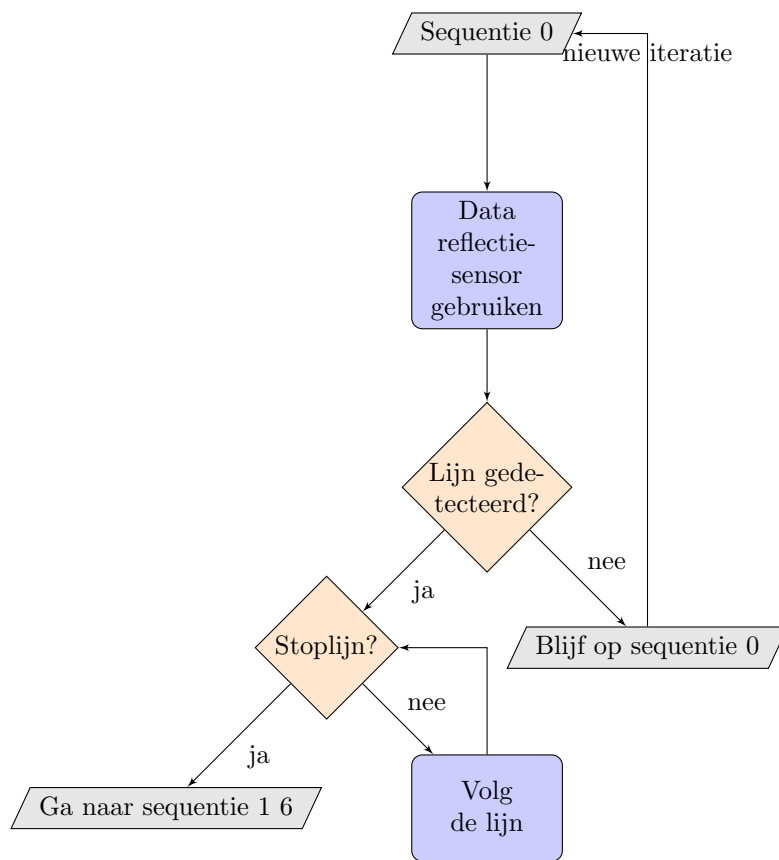 Sequentie 0
nieuwe iteratie
Data
reflectie-
sensor
gebruiken
Lijn gede-
tecteerd?
ja
nee
Stoplijn?
Blijf op sequentie 0
ja
nee
Ga naar sequentie 1 6
Volg
de lijn